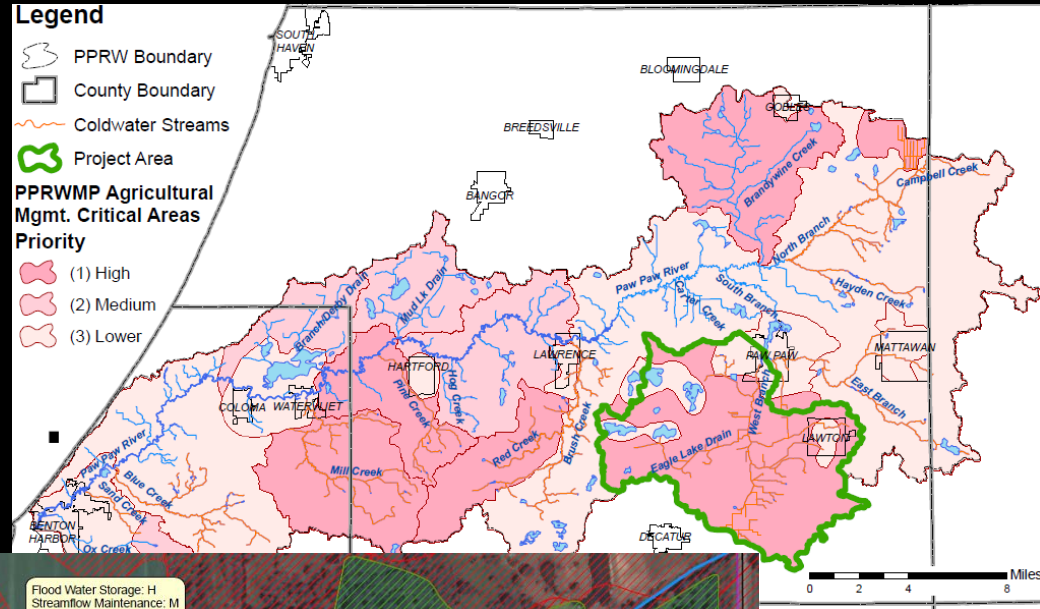 Legend
PPRW Boundary
County Boundary
Coldwater Streams
Project Area
PPRWMP Agricultural
Mgmt. Critical Areas
Priority
(1) High
(2) Medium
(3) Lower
SOUTH
HAVEN
BLOOMINGDALE
GOBLES
BREEDSVILLE
BANGOR
Brandywine Creek
Campbell Creek
North Branch
Paw Paw River
South Branch
Cartel Creek
Hayden Creek
Branch/Derby Drain
Mud Lk Drain
LAWRENCE
PAW PAW
MATTAWAN
HARTFORD
Pine Creek
Hog Creek
COLOMA
WATERVLIET
East Branch
West Branch
Brush Creek
Red Creek
LAWTON
Eagle Lake Drain
Mill Creek
Paw Paw River
Blue Creek
Sand Creek
BENTON
HARBOR
Ox Creek
DECATUR
Miles
0 2 4 8
Flood Water Storage: H
Streamflow Maintenance: M